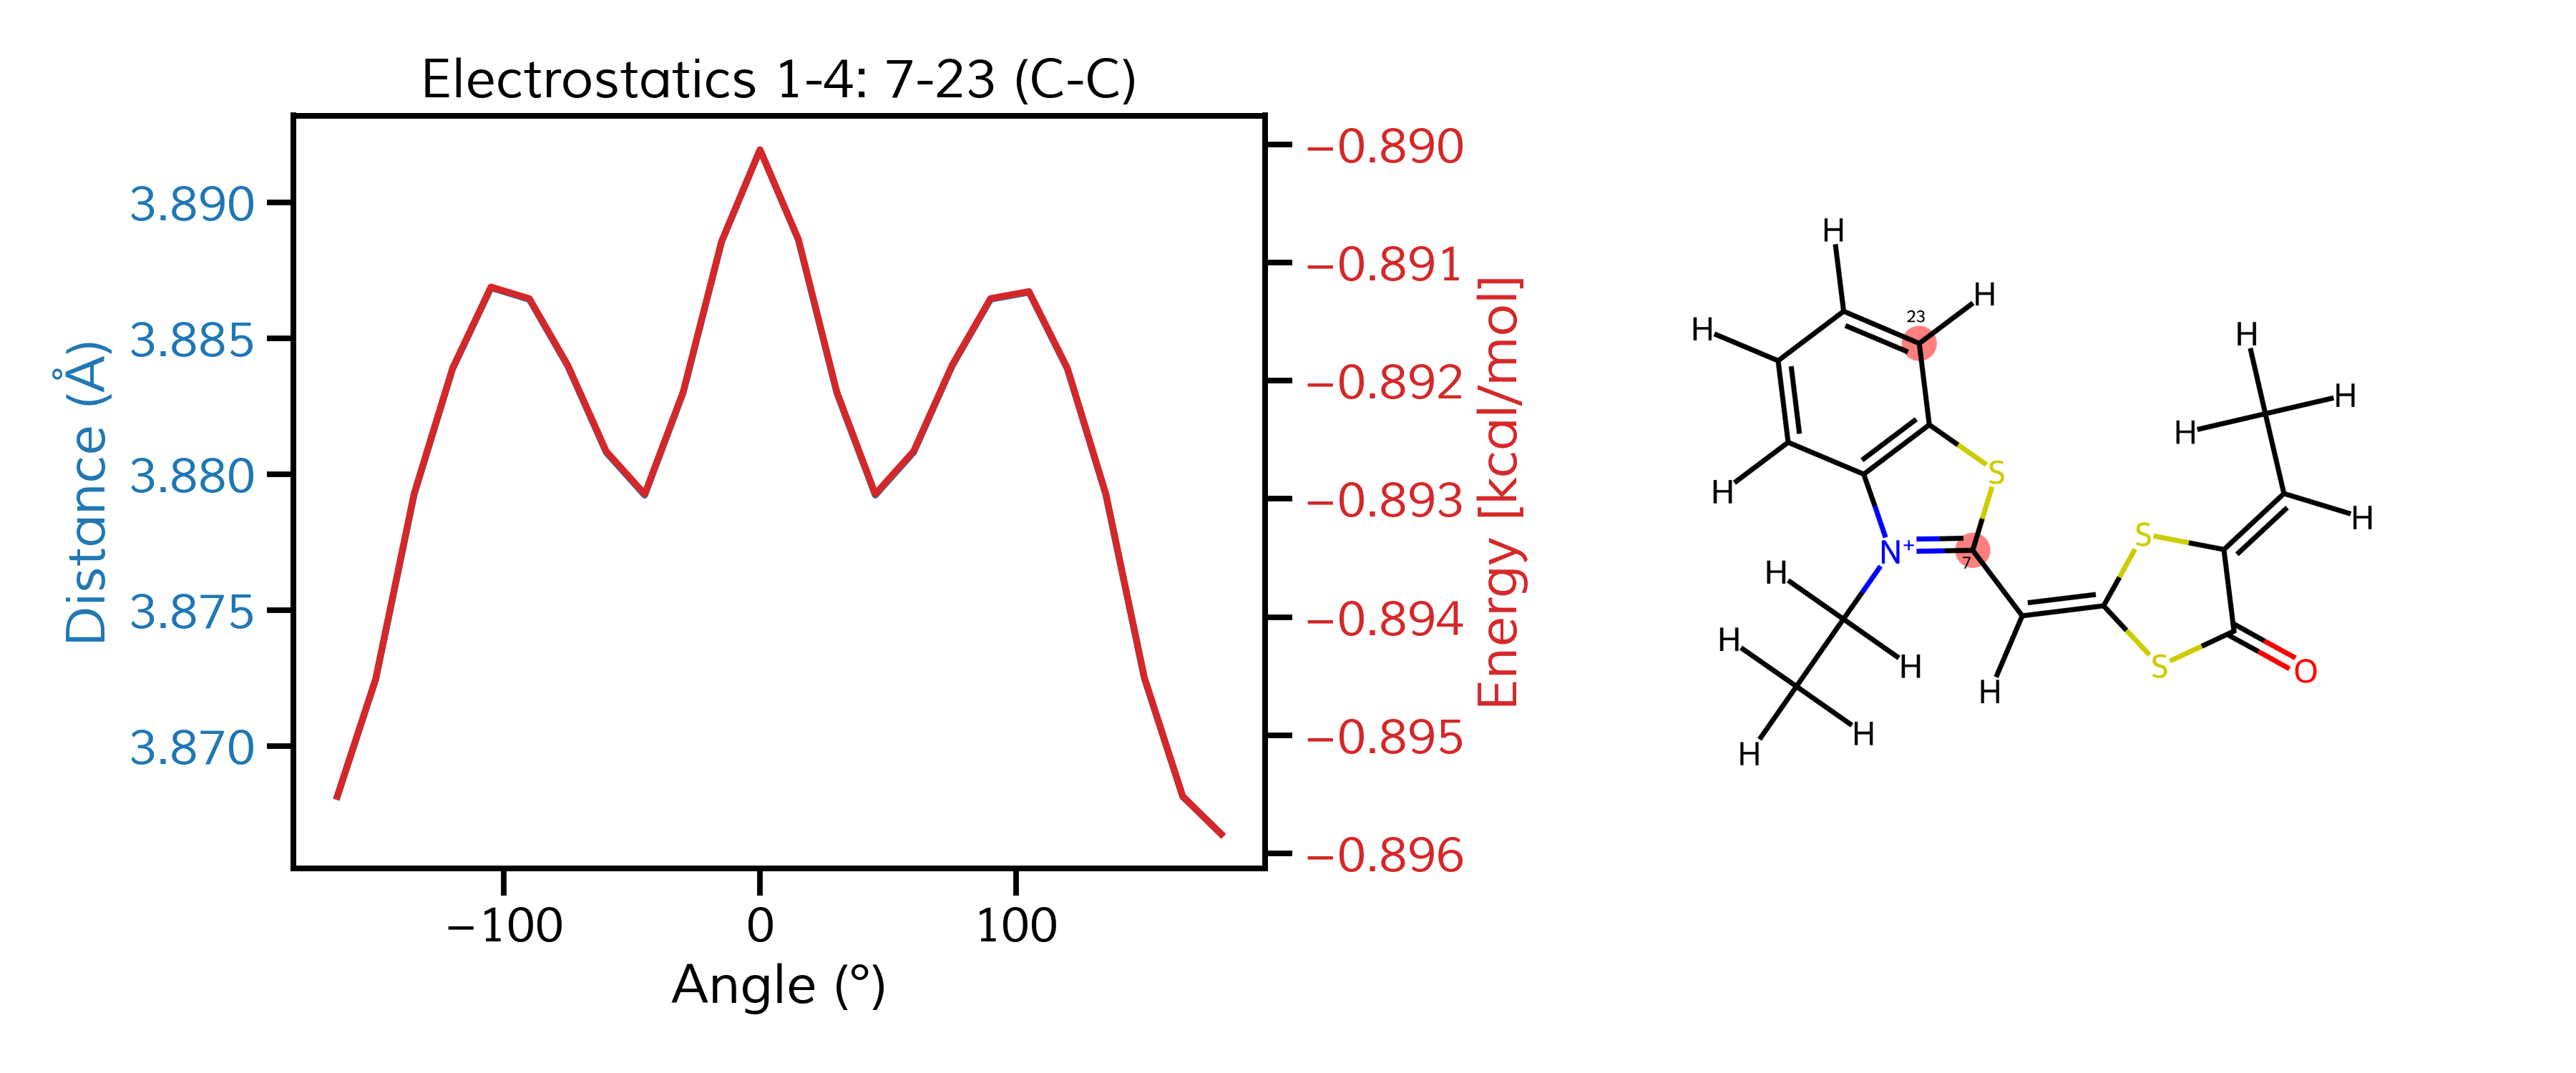 Electrostatics 1-4: 7-23 (C-C)
Distance (Å)
3.890
3.885
3.880
3.875
3.870
−100
0
100
Angle (°)
−0.890
−0.891
−0.892
−0.893
−0.894
−0.895
−0.896
Energy [kcal/mol]
H
H
23
H
H
S
N+
7
H
H
H
H
H
H
H
H
H
H
S
S
O